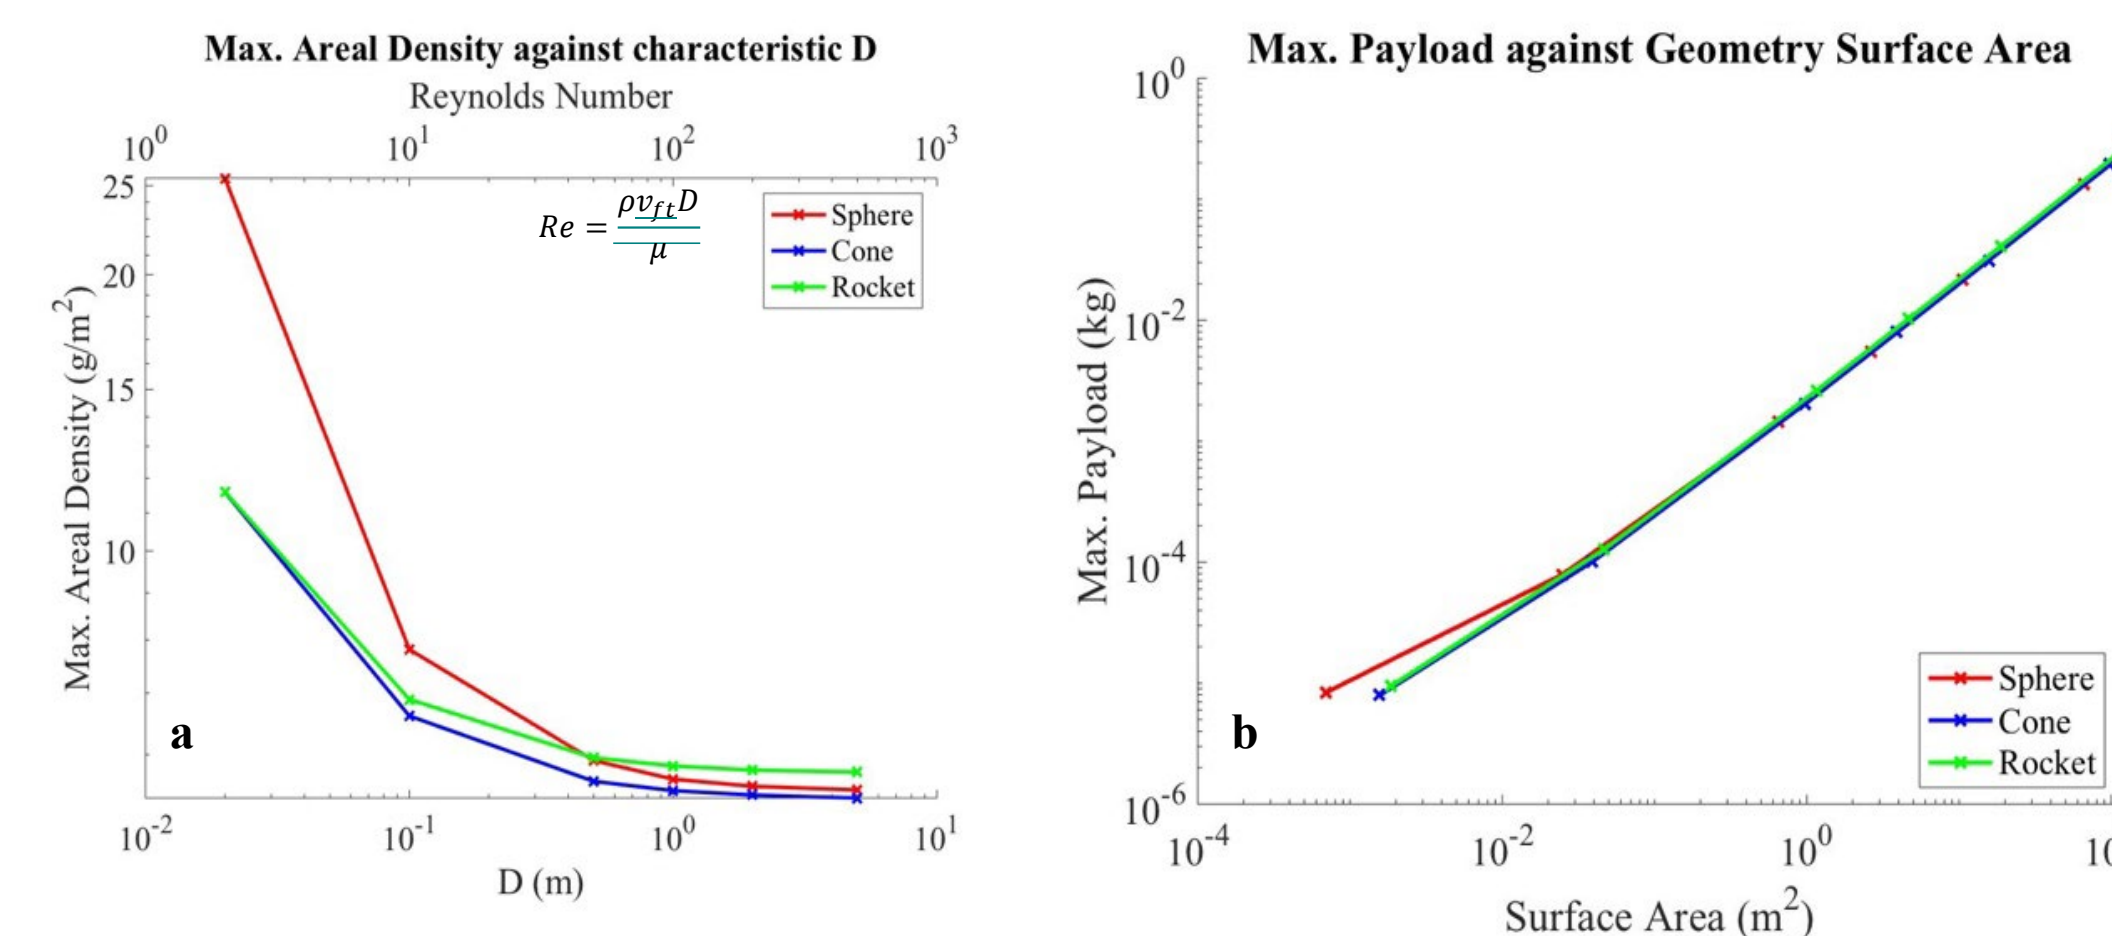 Max. Areal Density against characteristic D
Reynolds Number
10^0 10^1 10^2 10^3
25
20
15
10
Max. Areal Density (g/m^2)
Re = ρv_{ft}D / μ
Sphere
Cone
Rocket
a
10^-2 10^-1 10^0 10^1
D (m)
Max. Payload against Geometry Surface Area
10^0
10^-2
10^-4
10^-6
Max. Payload (kg)
Sphere
Cone
Rocket
b
10^-4 10^-2 10^0 10
Surface Area (m^2)